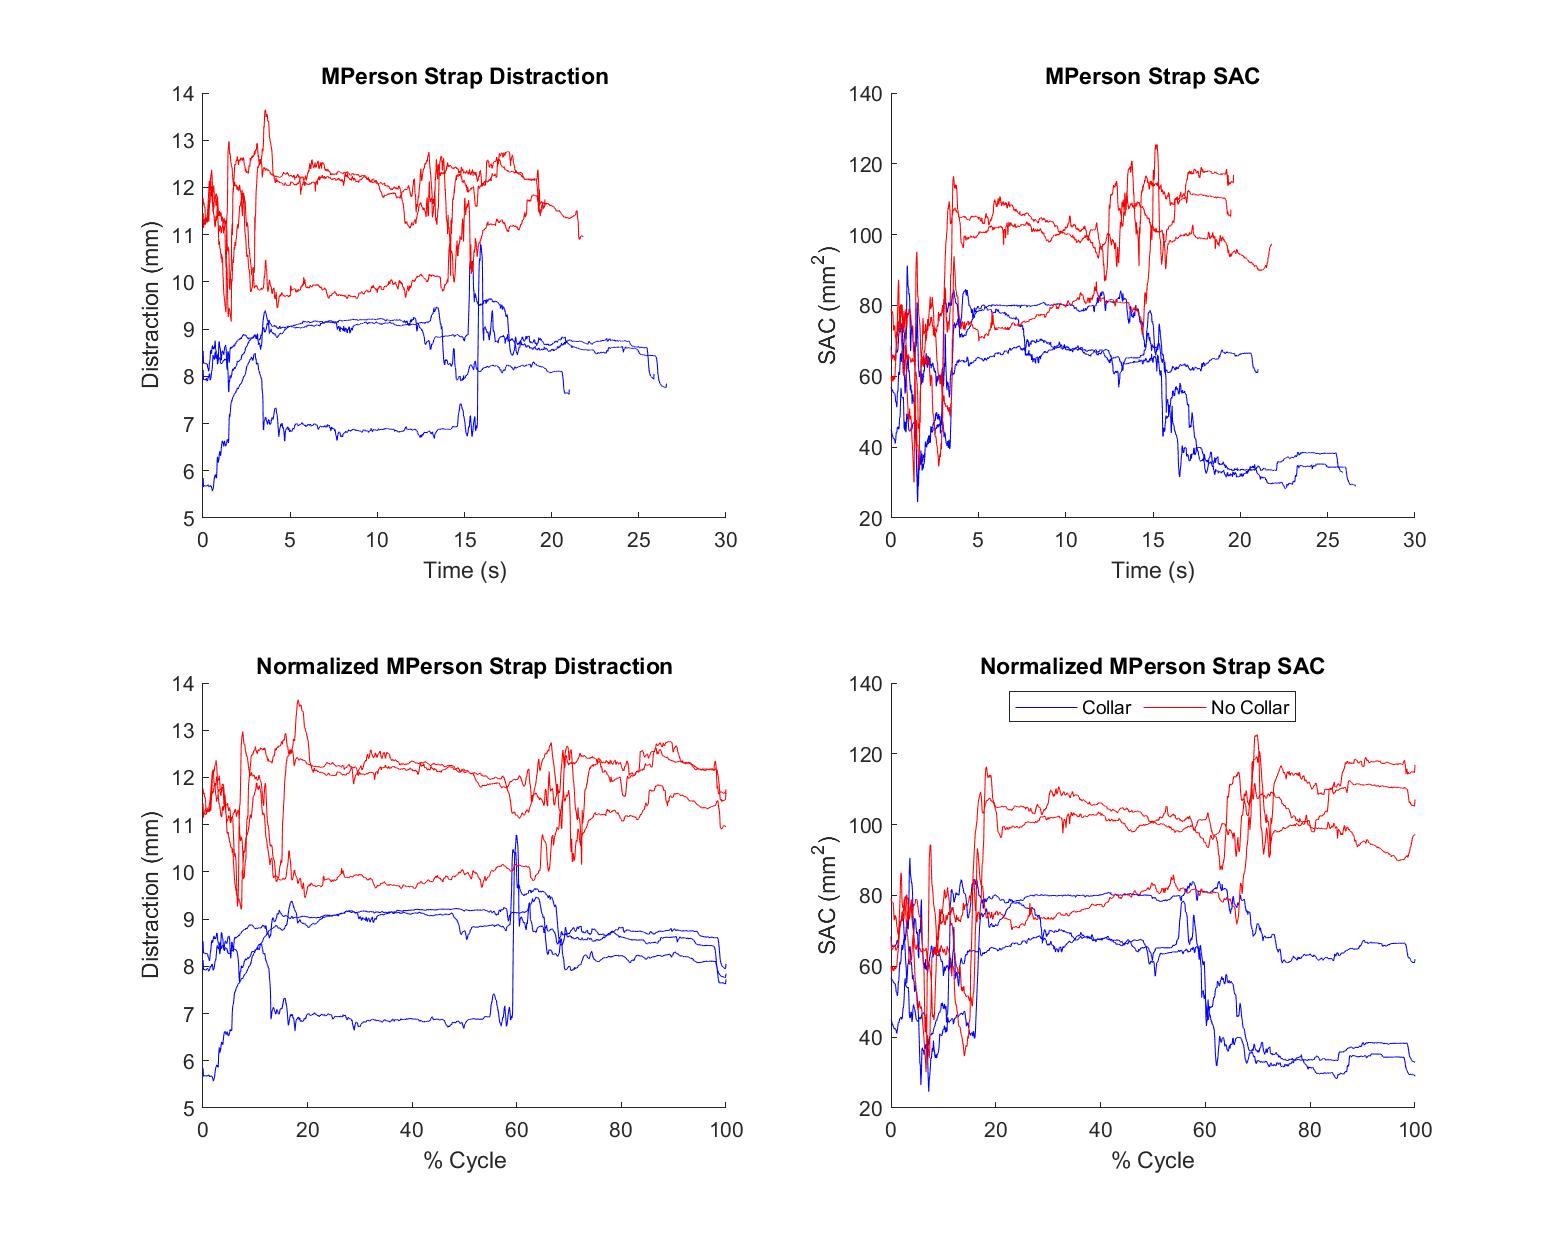 MPerson Strap Distraction
14
13
12
11
10
9
8
7
6
5
Distraction (mm)
0 5 10 15 20 25 30
Time (s)
MPerson Strap SAC
140
120
100
80
60
40
20
SAC (mm²)
0 5 10 15 20 25 30
Time (s)
Normalized MPerson Strap Distraction
14
13
12
11
10
9
8
7
6
5
Distraction (mm)
0 20 40 60 80 100
% Cycle
Normalized MPerson Strap SAC
Collar No Collar
140
120
100
80
60
40
20
SAC (mm²)
0 20 40 60 80 100
% Cycle